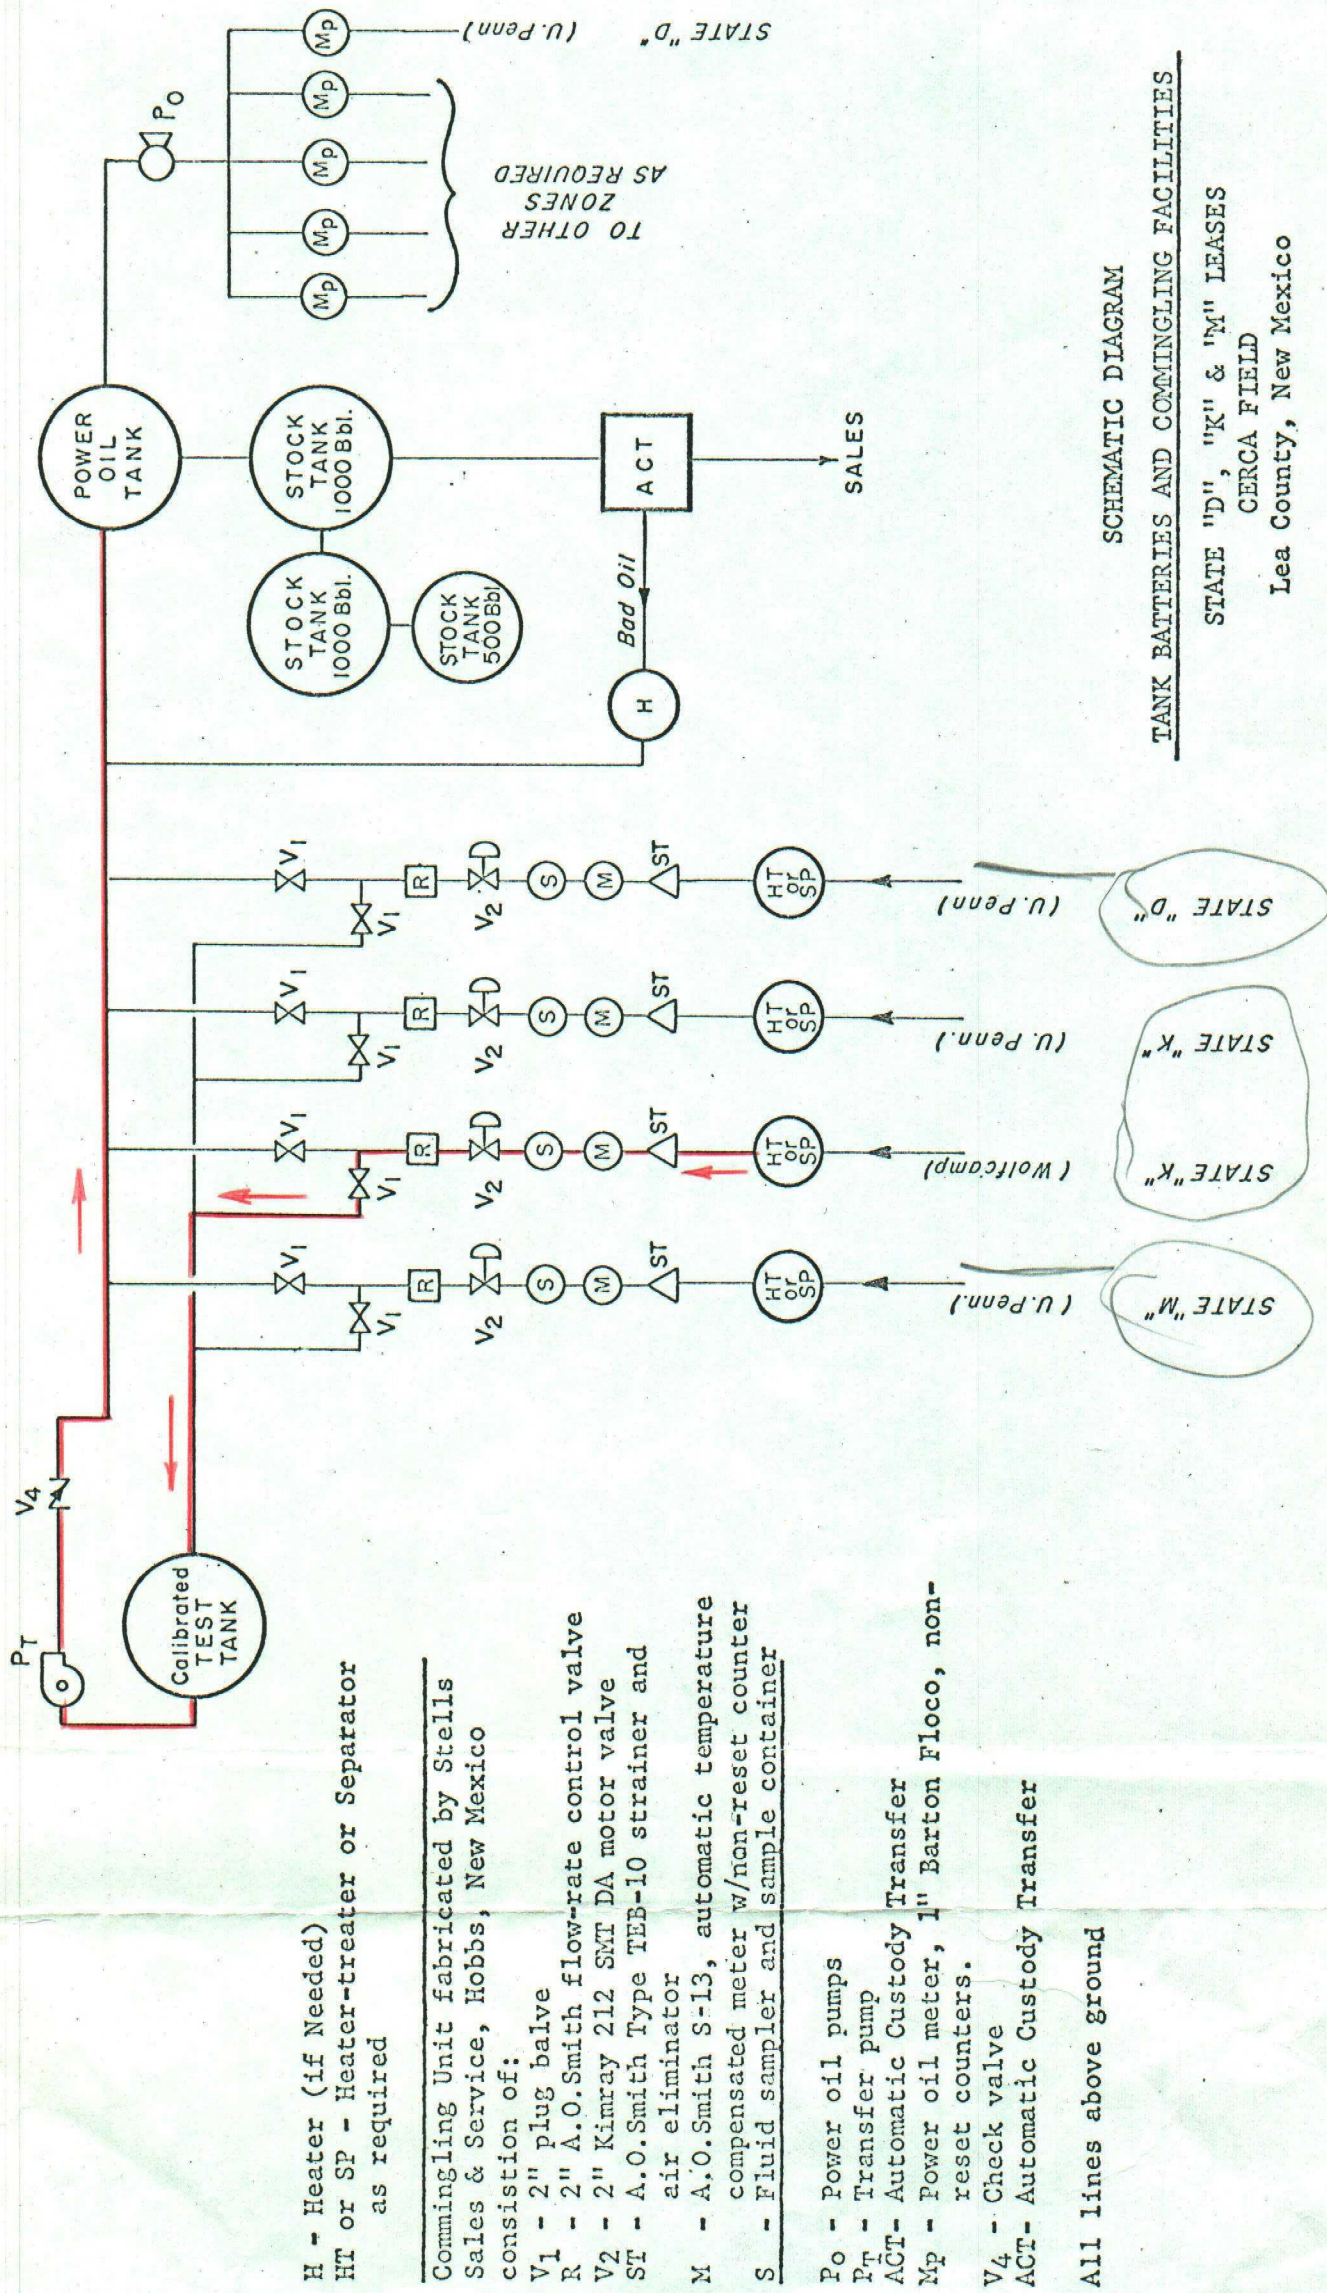 PT
V4
Calibrated
TEST
TANK
POWER
OIL
TANK
PO
Mp
Mp
Mp
Mp
Mp
TO OTHER
ZONES
AS REQUIRED
(U. Penn)
STATE "D"
STOCK
TANK
1000 Bbl.
STOCK
TANK
1000 Bbl.
STOCK
TANK
500 Bbl
ACT
SALES
Bad Oil
H
V1
V1
R
V2
S
M
ST
HT
or
SP
(U. Penn.)
STATE "M"
V1
V1
R
V2
S
M
ST
HT
or
SP
(Wolfcamp)
STATE "K"
V1
V1
R
V2
S
M
ST
HT
or
SP
(U. Penn.)
STATE "K"
V1
V1
R
V2
S
M
ST
HT
or
SP
(U. Penn)
STATE "D"
H - Heater (if Needed)
HT or SP - Heater-treater or Separator
as required
Commingling Unit fabricated by Stells
Sales & Service, Hobbs, New Mexico
consistion of:
V1 - 2" plug balve
R - 2" A.O.Smith flow-rate control valve
V2 - 2" Kimray 212 SMT DA motor valve
ST - A.O.Smith Type TEB-10 strainer and
air eliminator
M - A.O.Smith S-13, automatic temperature
compensated meter w/non-reset counter
S - Fluid sampler and sample container
Po - Power oil pumps
PT - Transfer pump
ACT- Automatic Custody Transfer
Mp - Power oil meter, 1" Barton Floco, non-
reset counters.
V4 - Check valve
ACT- Automatic Custody Transfer
All lines above ground
SCHEMATIC DIAGRAM
TANK BATTERIES AND COMMINGLING FACILITIES
STATE "D", "K" & "M" LEASES
CERCA FIELD
Lea County, New Mexico